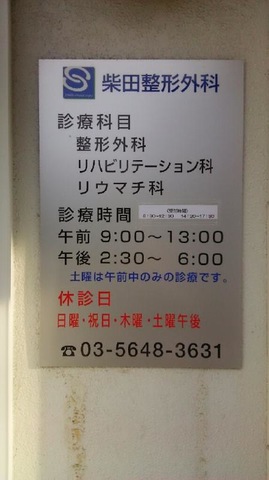 柴田整形外科
診療科目
整形外科
リハビリテーション科
リウマチ科
診療時間
午前 9:00～13:00
午後 2:30～ 6:00
土曜は午前中のみの診療です。
休診日
日曜・祝日・木曜・土曜午後
☎03-5648-3631